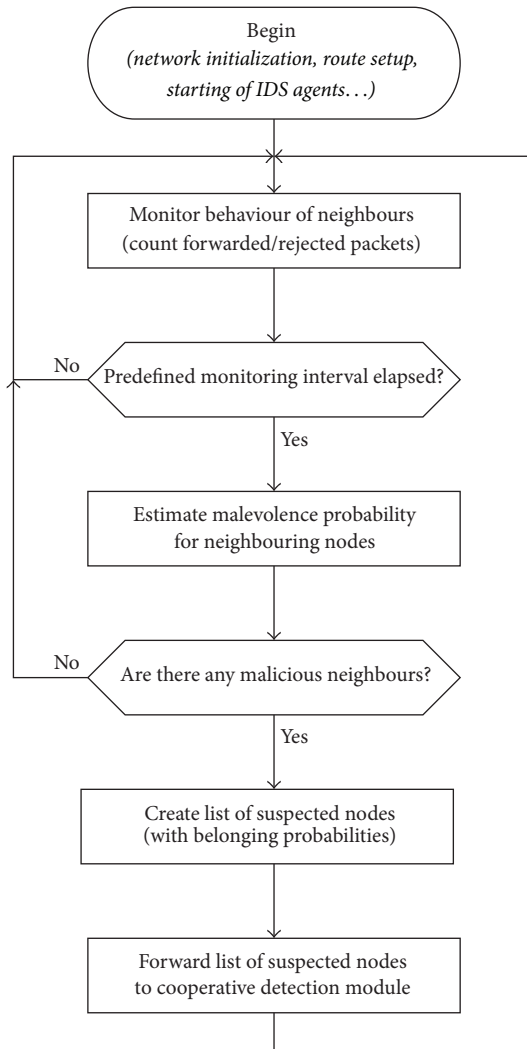 Begin
(network initialization, route setup,
starting of IDS agents...)
Monitor behaviour of neighbours
(count forwarded/rejected packets)
No
Predefined monitoring interval elapsed?
Yes
Estimate malevolence probability
for neighbouring nodes
No
Are there any malicious neighbours?
Yes
Create list of suspected nodes
(with belonging probabilities)
Forward list of suspected nodes
to cooperative detection module